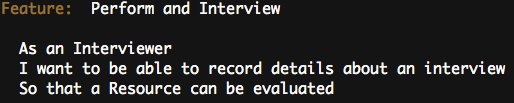 Feature: Perform and Interview
As an Interviewer
I want to be able to record details about an interview
So that a Resource can be evaluated